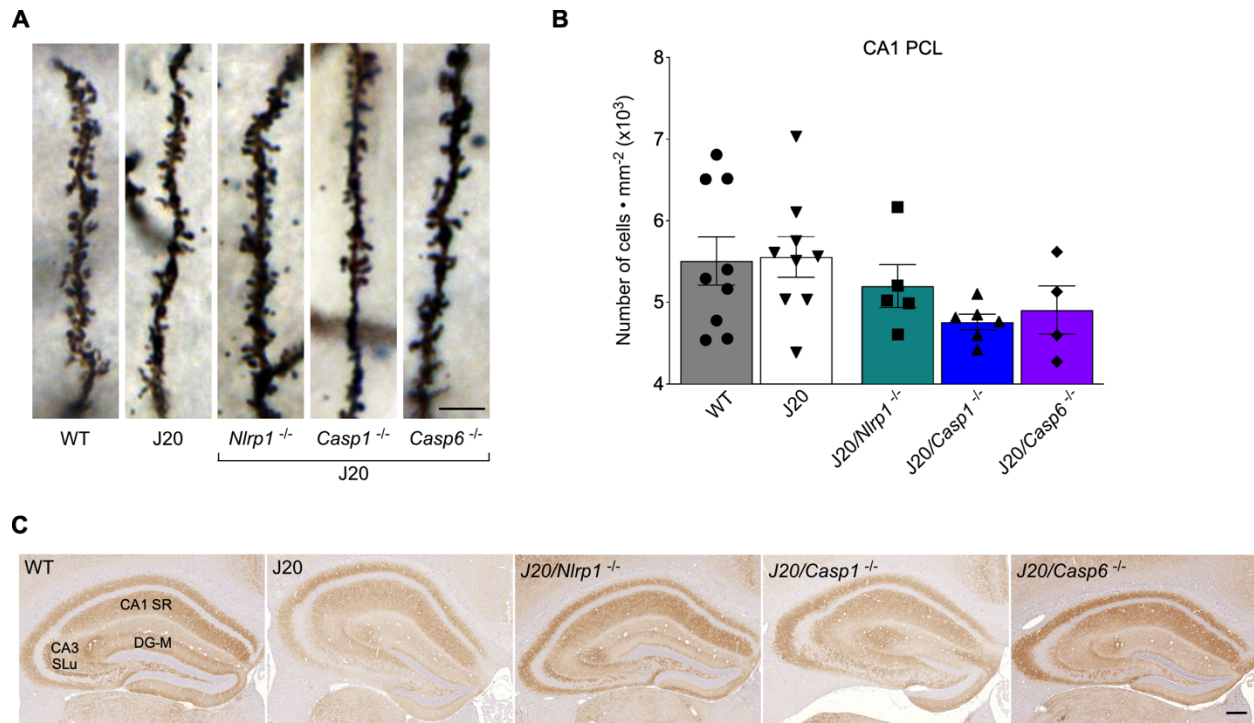 A
WT
J20
Nlrp1 -/-
Casp1 -/-
Casp6 -/-
J20
B
CA1 PCL
Number of cells • mm-2 (x103)
8
7
6
5
4
WT
J20
J20/Nlrp1 -/-
J20/Casp1 -/-
J20/Casp6 -/-
C
WT
CA1 SR
DG-M
CA3
SLu
J20
J20/Nlrp1 -/-
J20/Casp1 -/-
J20/Casp6 -/-